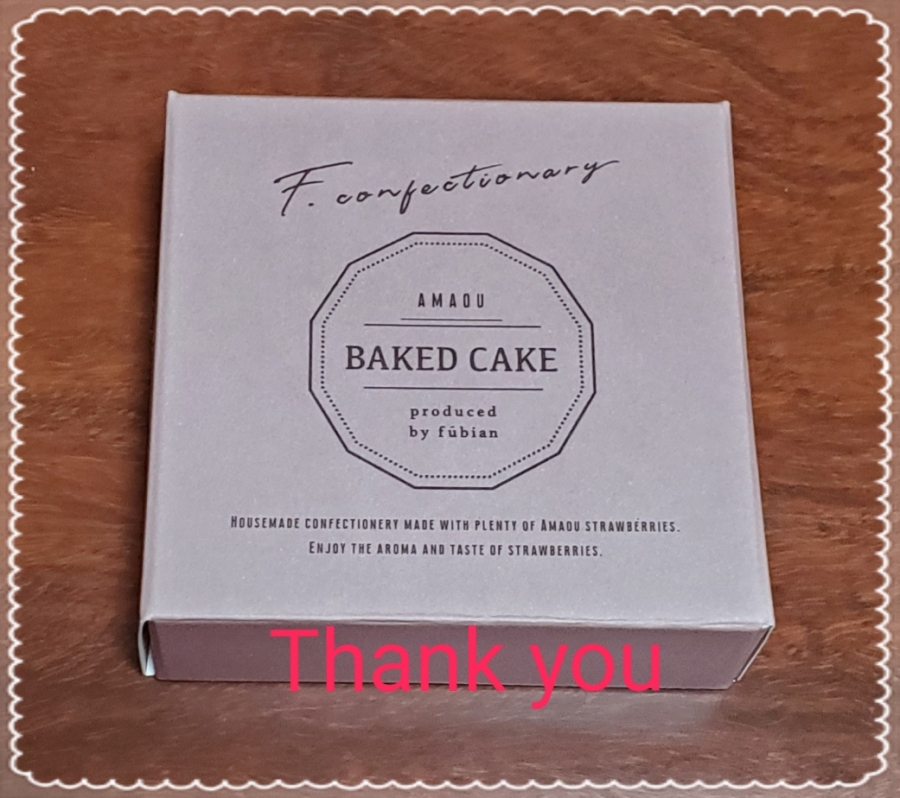 F. confectionary
AMAOU
BAKED CAKE
produced
by fūbian
HOUSEMADE CONFECTIONERY MADE WITH PLENTY OF AMAOU STRAWBERRIES.
ENJOY THE AROMA AND TASTE OF STRAWBERRIES.
Thank you